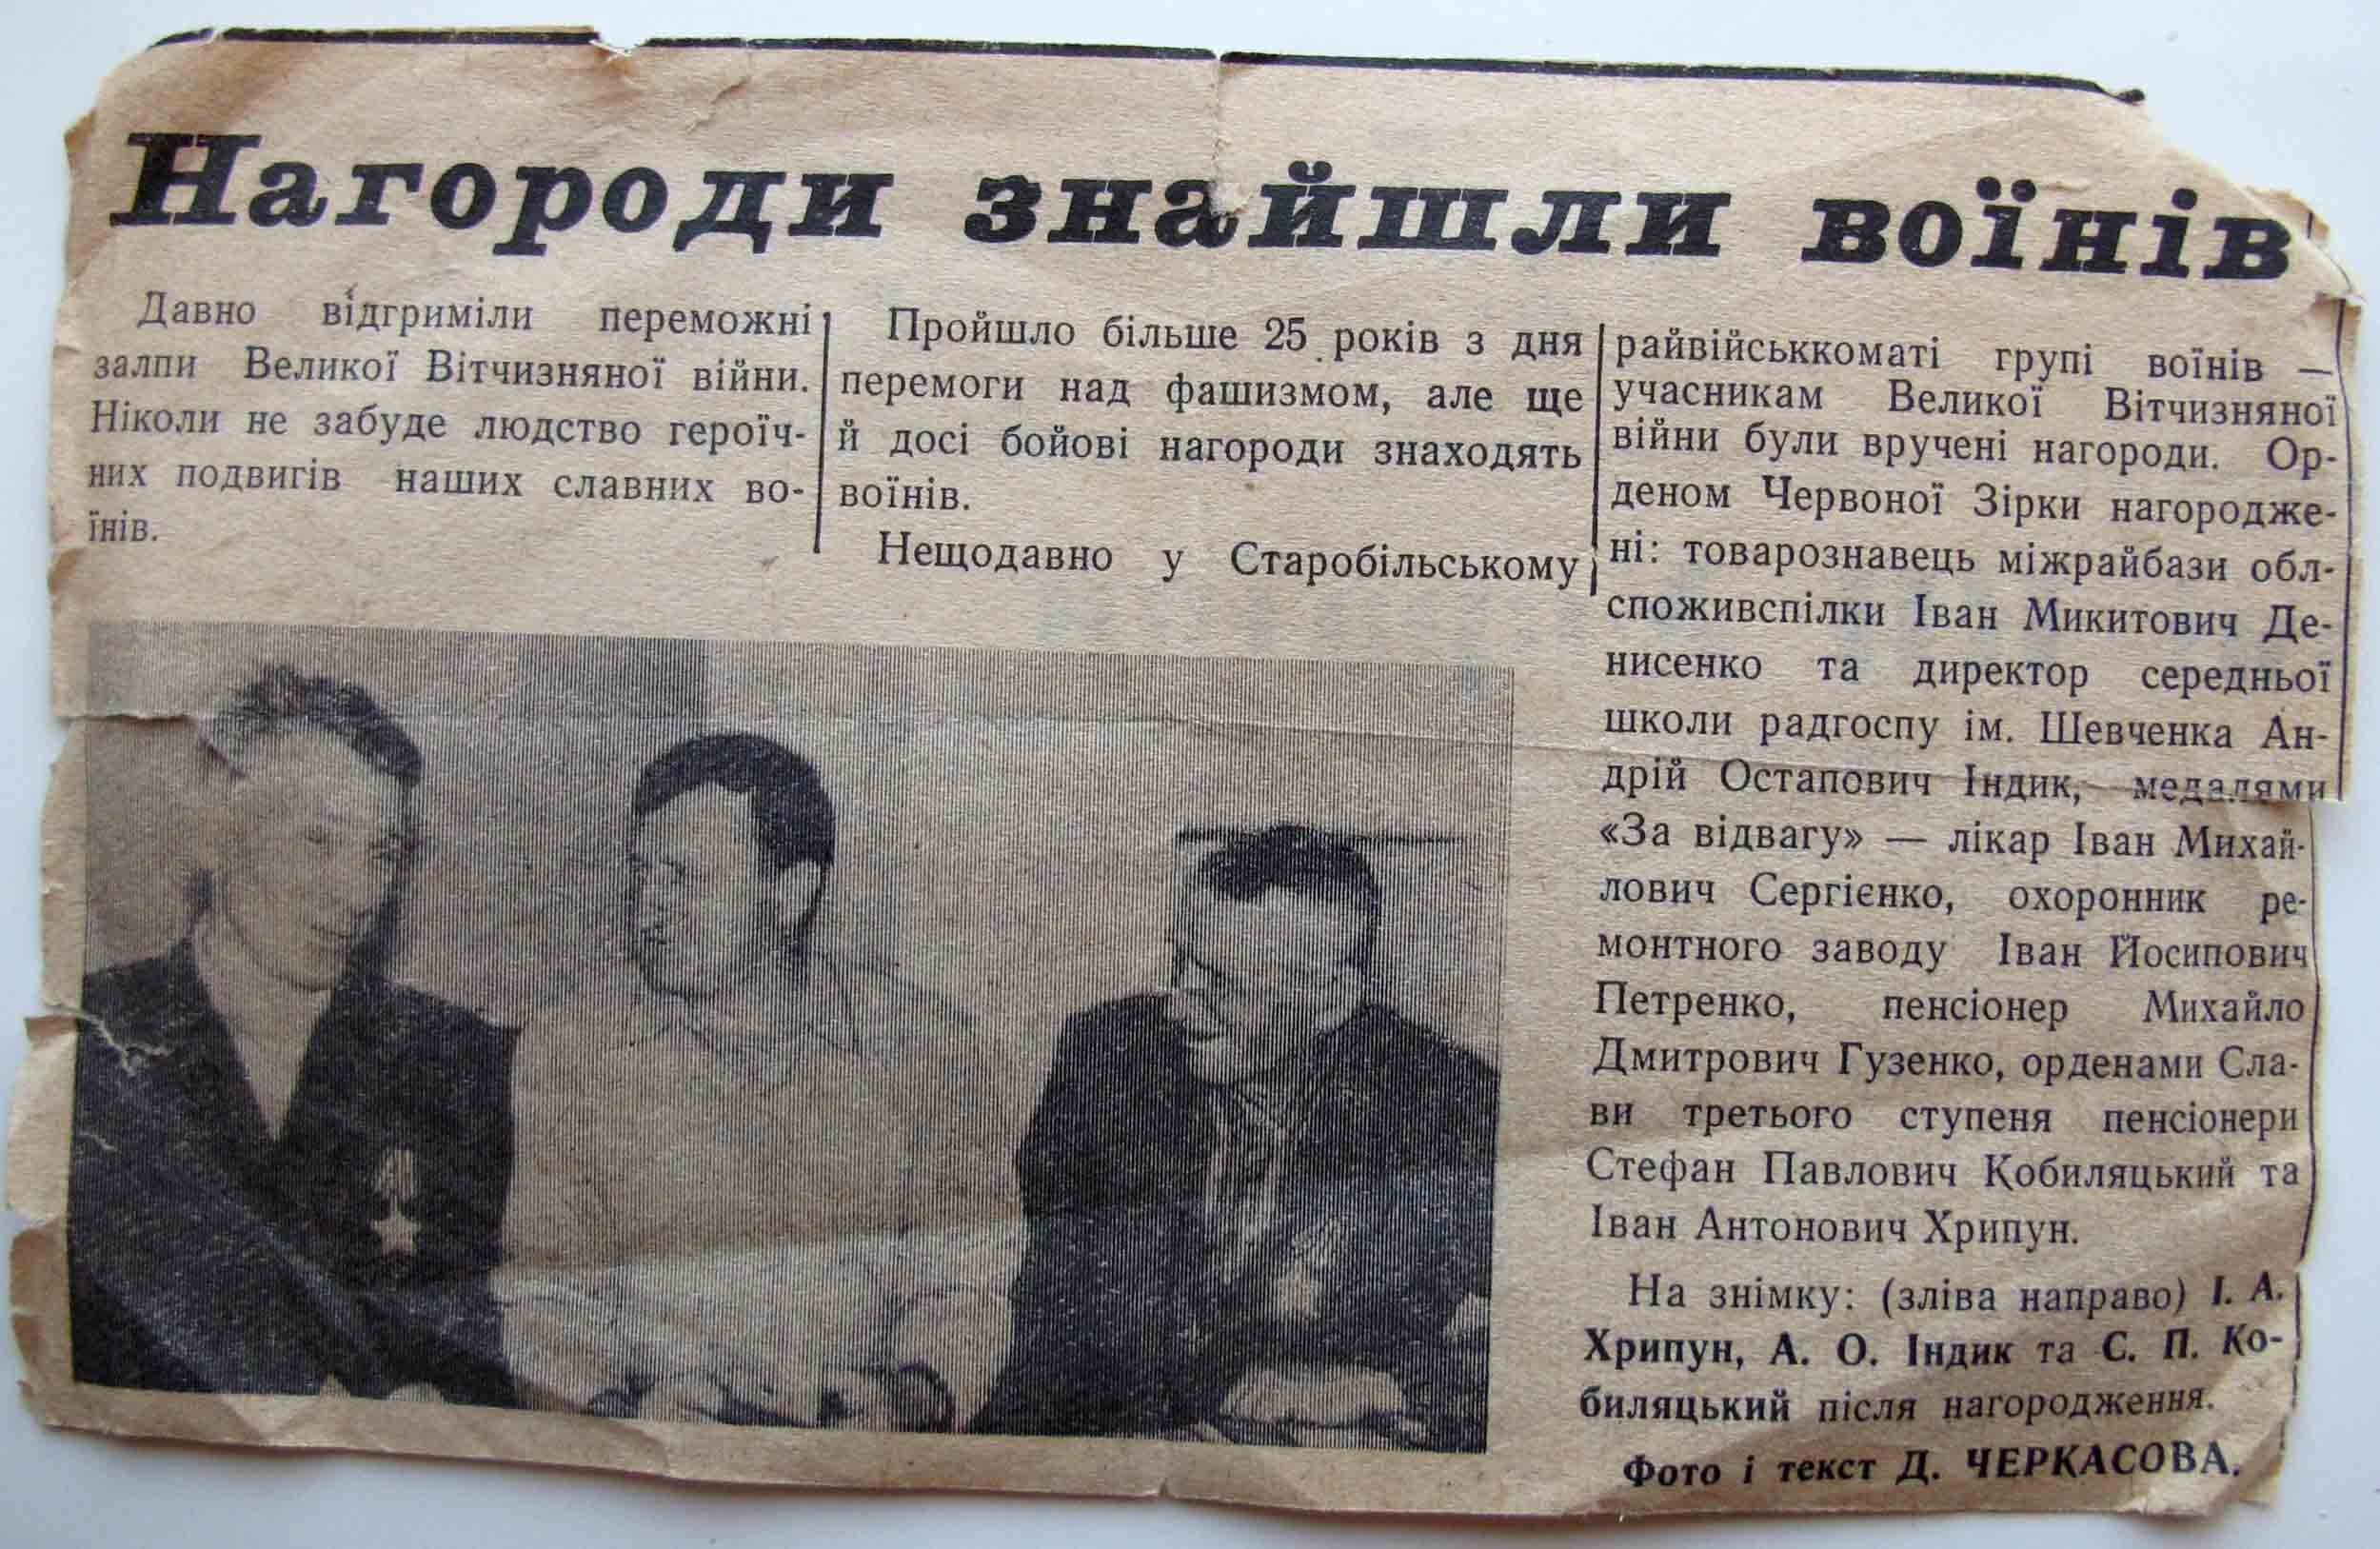 Нагороди знайшли воїнів
Давно відгриміли переможні
залпи Великої Вітчизняної війни.
Ніколи не забуде людство героїч-
них подвигів наших славних во-
їнів.
Пройшло більше 25 років з дня
перемоги над фашизмом, але ще
й досі бойові нагороди знаходять
воїнів.
Нещодавно у Старобільському
райвійськкоматі групі воїнів —
учасникам Великої Вітчизняної
війни були вручені нагороди. Ор-
деном Червоної Зірки нагородже-
ні: товарознавець міжрайбази обл-
споживспілки Іван Микитович Де-
нисенко та директор середньої
школи радгоспу ім. Шевченка Ан-
дрій Остапович Індик, медалями
«За відвагу» — лікар Іван Михай-
лович Сергієнко, охоронник ре-
монтного заводу Іван Йосипович
Петренко, пенсіонер Михайло
Дмитрович Гузенко, орденами Сла-
ви третього ступеня пенсіонери
Стефан Павлович Кобиляцький та
Іван Антонович Хрипун.
На знімку: (зліва направо) І. А.
Хрипун, А. О. Індик та С. П. Ко-
биляцький після нагородження.
Фото і текст Д. ЧЕРКАСОВА.